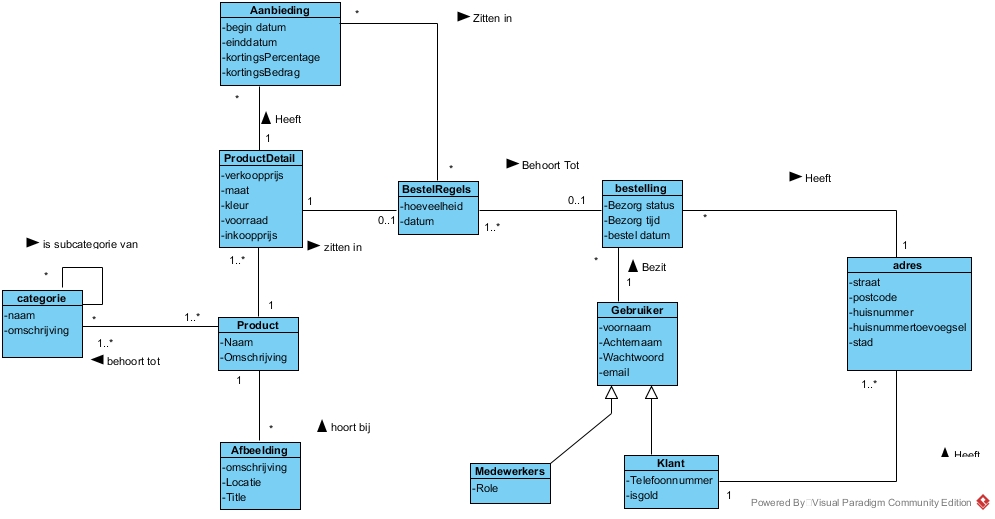 Aanbieding
-begin datum
-einddatum
-kortingsPercentage
-kortingsBedrag
*
Zitten in
*
Heeft
1
ProductDetail
-verkoopprijs
-maat
-kleur
-voorraad
-inkoopprijs
1
0..1
*
BestelRegels
-hoeveelheid
-datum
1..*
Behoort Tot
0..1
bestelling
-Bezorg status
-Bezorg tijd
-bestel datum
*
Heeft
1
adres
-straat
-postcode
-huisnummer
-huisnummertoevoegsel
-stad
1..*
zitten in
1..*
1
is subcategorie van
*
1..*
categorie
-naam
-omschrijving
*
1..*
behoort tot
Product
-Naam
-Omschrijving
1
*
hoort bij
Afbeelding
-omschrijving
-Locatie
-Title
*
Bezit
1
Gebruiker
-voornaam
-Achternaam
-Wachtwoord
-email
Medewerkers
-Role
Klant
-Telefoonnummer
-isgold
1
Heeft
Powered By Visual Paradigm Community Edition